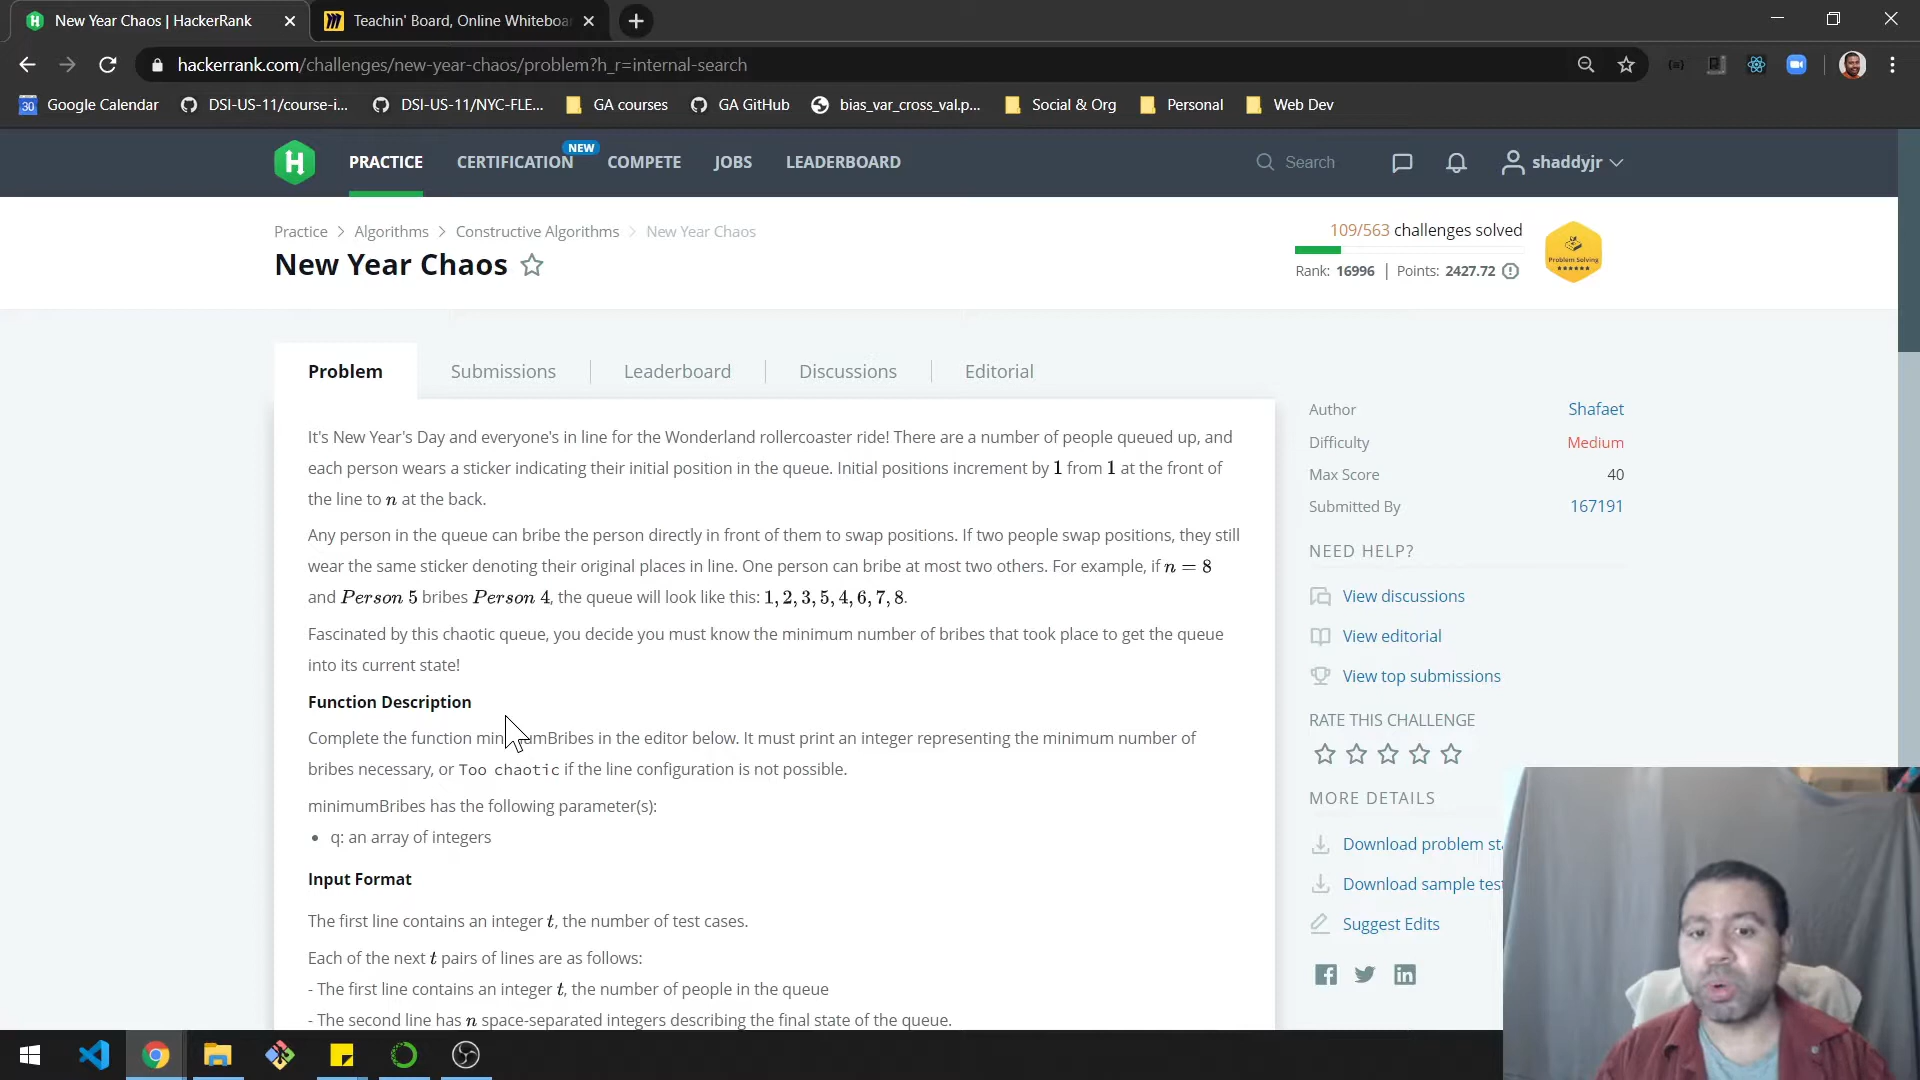 New Year Chaos | HackerRank
Teachin' Board, Online Whiteboa
hackerrank.com/challenges/new-year-chaos/problem?h_r=internal-search
30 Google Calendar DSI-US-11/course-i... DSI-US-11/NYC-FLE... GA courses GA GitHub bias_var_cross_val.p... Social & Org Personal Web Dev
H PRACTICE CERTIFICATION NEW COMPETE JOBS LEADERBOARD Search shaddyjr
Practice > Algorithms > Constructive Algorithms > New Year Chaos
109/563 challenges solved
New Year Chaos
Rank: 16996 | Points: 2427.72
Problem Solving
Problem Submissions Leaderboard Discussions Editorial
It's New Year's Day and everyone's in line for the Wonderland rollercoaster ride! There are a number of people queued up, and
each person wears a sticker indicating their initial position in the queue. Initial positions increment by 1 from 1 at the front of
the line to n at the back.
Any person in the queue can bribe the person directly in front of them to swap positions. If two people swap positions, they still
wear the same sticker denoting their original places in line. One person can bribe at most two others. For example, if n = 8
and Person 5 bribes Person 4, the queue will look like this: 1, 2, 3, 5, 4, 6, 7, 8.
Fascinated by this chaotic queue, you decide you must know the minimum number of bribes that took place to get the queue
into its current state!
Function Description
Complete the function minimumBribes in the editor below. It must print an integer representing the minimum number of
bribes necessary, or Too chaotic if the line configuration is not possible.
minimumBribes has the following parameter(s):
• q: an array of integers
Input Format
The first line contains an integer t, the number of test cases.
Each of the next t pairs of lines are as follows:
- The first line contains an integer t, the number of people in the queue
- The second line has n space-separated integers describing the final state of the queue.
Author Shafaet
Difficulty Medium
Max Score 40
Submitted By 167191
NEED HELP?
View discussions
View editorial
View top submissions
RATE THIS CHALLENGE
MORE DETAILS
Download problem sta
Download sample test
Suggest Edits